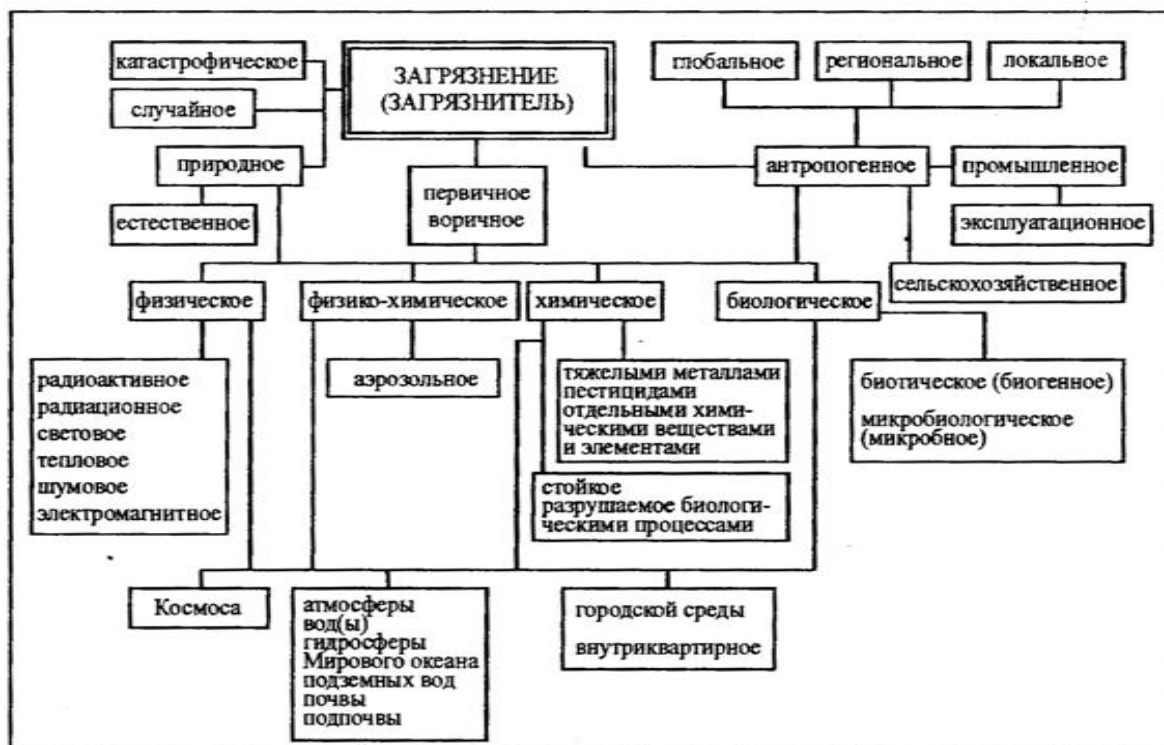 катастрофическое
случайное
природное
естественное
ЗАГРЯЗНЕНИЕ
(ЗАГРЯЗНИТЕЛЬ)
первичное
воричное
глобальное
региональное
локальное
антропогенное
промышленное
эксплуатационное
сельскохозяйственное
физическое
физико-химическое
химическое
биологическое
радиоактивное
радиационное
световое
тепловое
шумовое
электромагнитное
аэрозольное
тяжелыми металлами
пестицидами
отдельными хими-
ческими веществами
и элементами
стойкое
разрушаемое биологи-
ческими процессами
биотическое (биогенное)
микробиологическое
(микробное)
Космоса
атмосферы
вод(ы)
гидросферы
Мирового океана
подземных вод
почвы
подпочвы
городской среды
внутриквартирное